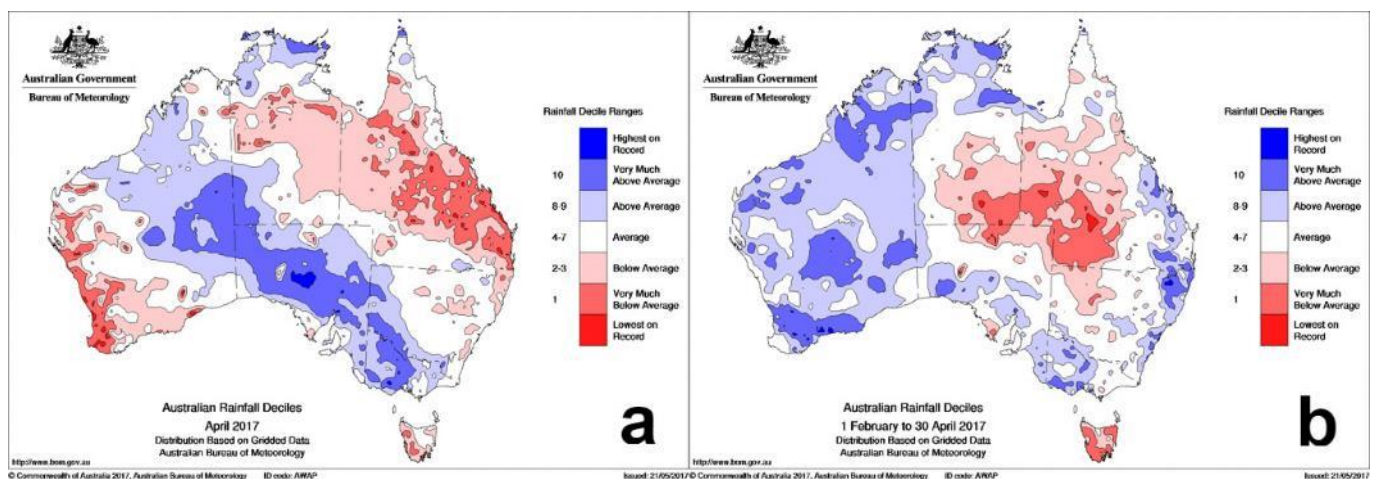 Australian Government
Bureau of Meteorology
Rainfall Decile Ranges
Highest on
Record
10
Very Much
Above Average
8-9
Above Average
4-7
Average
2-3
Below Average
1
Very Much
Below Average
Lowest on
Record
Australian Rainfall Deciles
April 2017
Distribution Based on Gridded Data
Australian Bureau of Meteorology
a
http://www.bom.gov.au
© Commonwealth of Australia 2017, Australian Bureau of Meteorology
ID code: AWAP
Issued: 21/05/2017
Australian Government
Bureau of Meteorology
Rainfall Decile Ranges
Highest on
Record
10
Very Much
Above Average
8-9
Above Average
4-7
Average
2-3
Below Average
1
Very Much
Below Average
Lowest on
Record
Australian Rainfall Deciles
1 February to 30 April 2017
Distribution Based on Gridded Data
Australian Bureau of Meteorology
b
http://www.bom.gov.au
© Commonwealth of Australia 2017, Australian Bureau of Meteorology
ID code: AWAP
Issued: 21/05/2017